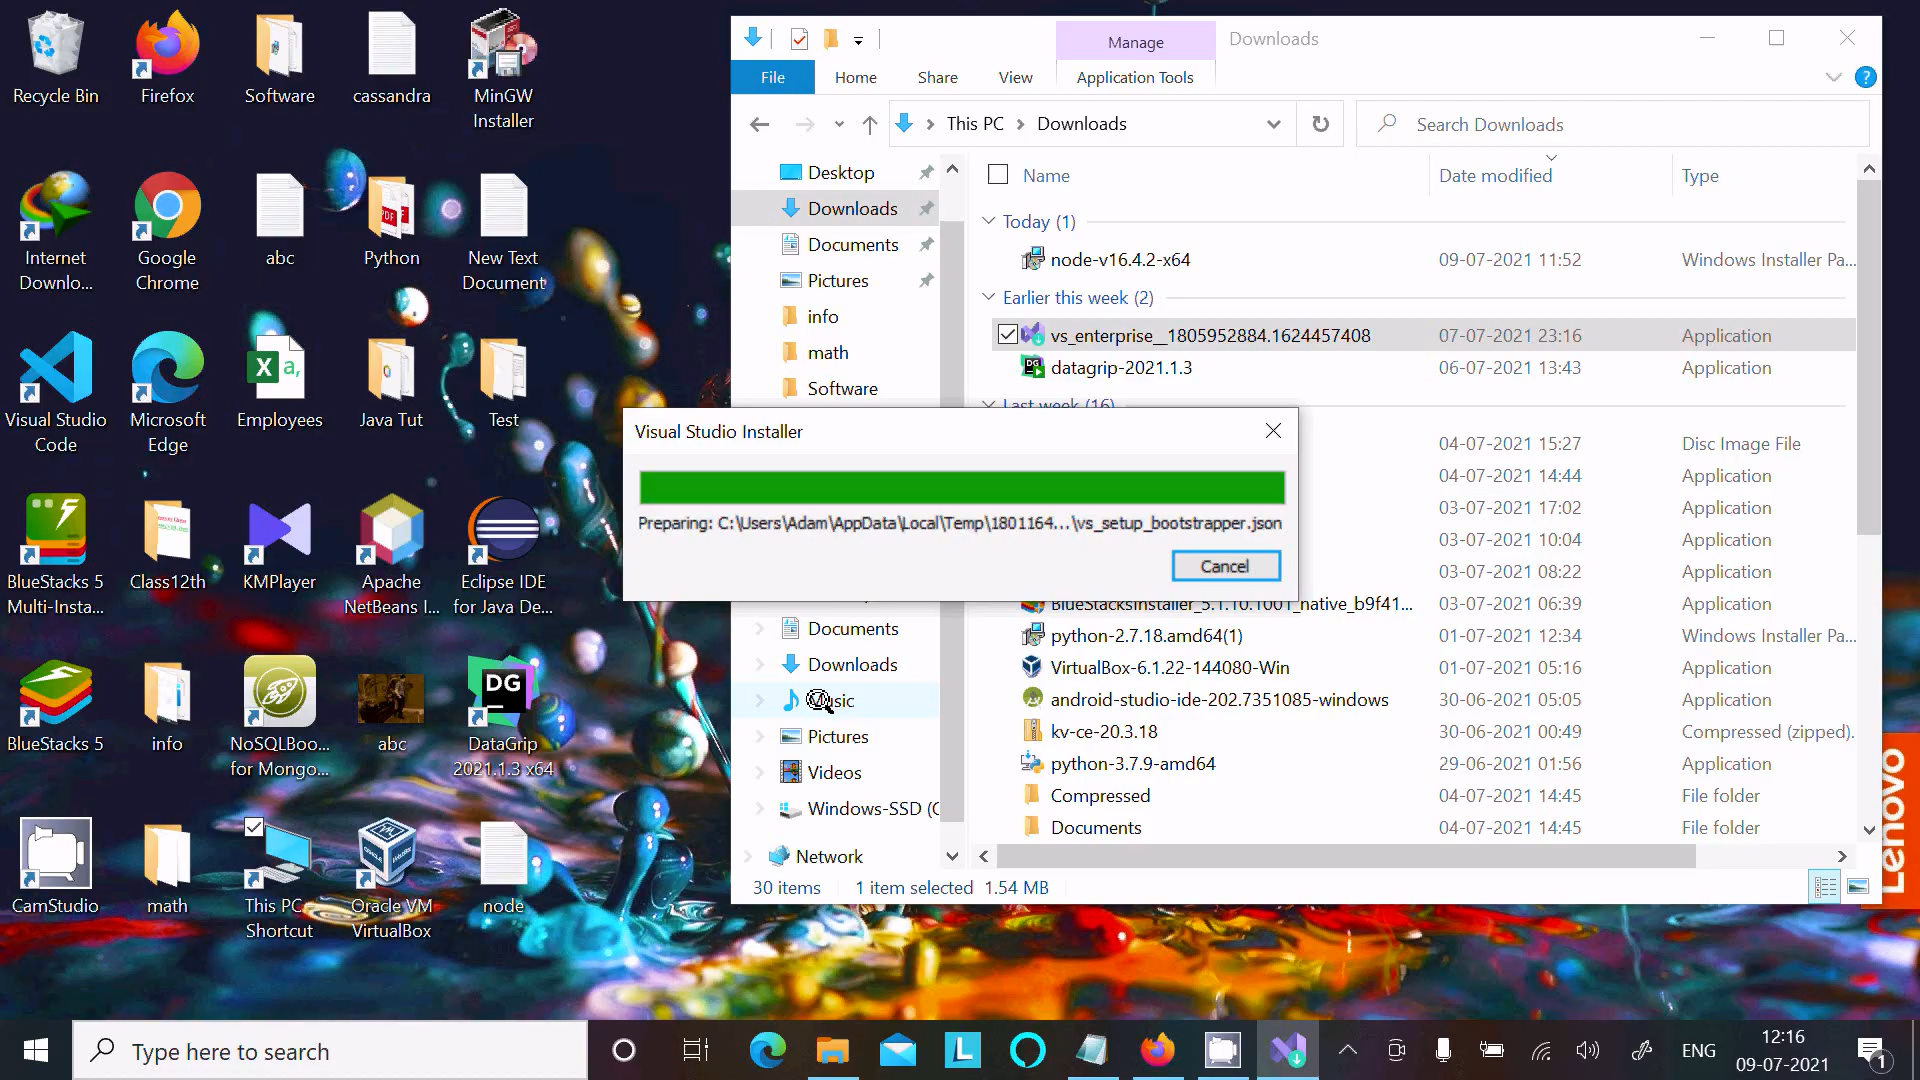 Recycle Bin
Firefox
Software
cassandra
MinGW
Installer
Internet
Downlo...
Google
Chrome
abc
Python
New Text
Document
Visual Studio
Code
Microsoft
Edge
Employees
Java Tut
Test
BlueStacks 5
Multi-Insta...
Class12th
KMPlayer
Apache
NetBeans I...
Eclipse IDE
for Java De...
BlueStacks 5
info
NoSQLBoo...
for Mongo...
abc
DG
DataGrip
2021.1.3 x64
CamStudio
math
This PC -
Shortcut
Oracle VM
VirtualBox
node
Manage
Downloads
File
Home
Share
View
Application Tools
This PC
Downloads
Search Downloads
Desktop
Downloads
Documents
Pictures
info
math
Software
Documents
Downloads
Music
Pictures
Videos
Windows-SSD (C
Network
Name
Date modified
Type
Today (1)
node-v16.4.2-x64 09-07-2021 11:52 Windows Installer Pa...
Earlier this week (2)
vs_enterprise__1805952884.1624457408 07-07-2021 23:16 Application
datagrip-2021.1.3 06-07-2021 13:43 Application
Last week (16)
04-07-2021 15:27 Disc Image File
04-07-2021 14:44 Application
03-07-2021 17:02 Application
03-07-2021 10:04 Application
03-07-2021 08:22 Application
BlueStacksInstaller_5.1.10.1001_native_b9f41... 03-07-2021 06:39 Application
python-2.7.18.amd64(1) 01-07-2021 12:34 Windows Installer Pa...
VirtualBox-6.1.22-144080-Win 01-07-2021 05:16 Application
android-studio-ide-202.7351085-windows 30-06-2021 05:05 Application
kv-ce-20.3.18 30-06-2021 00:49 Compressed (zipped).
python-3.7.9-amd64 29-06-2021 01:56 Application
Compressed 04-07-2021 14:45 File folder
Documents 04-07-2021 14:45 File folder
30 items 1 item selected 1.54 MB
Visual Studio Installer
Preparing: C:\Users\Adam\AppData\Local\Temp\1801164...\vs_setup_bootstrapper.json
Cancel
Lenovo
Type here to search
ENG
12:16
09-07-2021
1